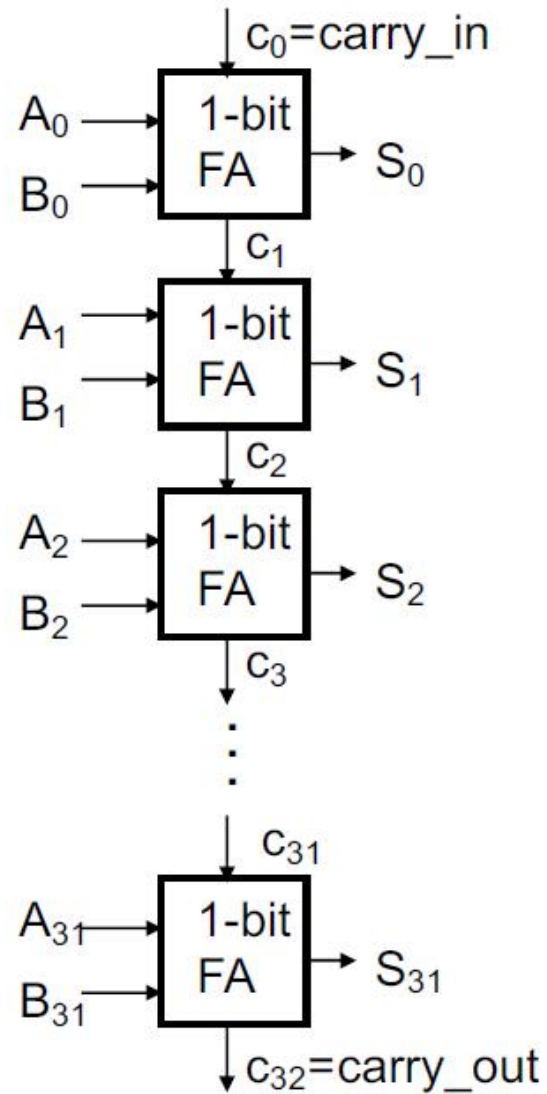 c₀=carry_in
A₀
1-bit
FA
S₀
B₀
c₁
A₁
1-bit
FA
S₁
B₁
c₂
A₂
1-bit
FA
S₂
B₂
c₃
c₃₁
A₃₁
1-bit
FA
S₃₁
B₃₁
c₃₂=carry_out